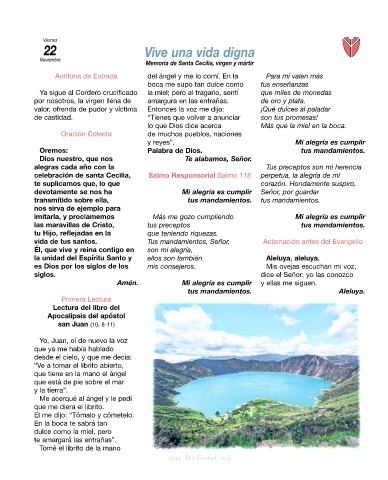 Viernes
22
Noviembre
Vive una vida digna
Memoria de Santa Cecilia, virgen y mártir
Antífona de Entrada
Ya sigue al Cordero crucificado
por nosotros, la virgen llena de
valor, ofrenda de pudor y víctima
de castidad.
Oración Colecta
Oremos:
Dios nuestro, que nos
alegras cada año con la
celebración de santa Cecilia,
te suplicamos que, lo que
devotamente se nos ha
transmitido sobre ella,
nos sirva de ejemplo para
imitarla, y proclamemos
las maravillas de Cristo,
tu Hijo, reflejadas en la
vida de tus santos.
Él, que vive y reina contigo en
la unidad del Espíritu Santo y
es Dios por los siglos de los
siglos.
Amén.
Primera Lectura
Lectura del libro del
Apocalipsis del apóstol
san Juan (10, 8-11)
Yo, Juan, oí de nuevo la voz
que ya me había hablado
desde el cielo, y que me decía:
“Ve a tomar el librito abierto,
que tiene en la mano el ángel
que está de pie sobre el mar
y la tierra”.
Me acerqué al ángel y le pedí
que me diera el librito.
Él me dijo: “Tómalo y cómetelo.
En la boca te sabrá tan
dulce como la miel, pero
te amargará las entrañas”.
Tomé el librito de la mano
del ángel y me lo comí. En la
boca me supo tan dulce como
la miel; pero al tragarlo, sentí
amargura en las entrañas.
Entonces la voz me dijo:
“Tienes que volver a anunciar
lo que Dios dice acerca
de muchos pueblos, naciones
y reyes”.
Palabra de Dios.
Te alabamos, Señor.
Salmo Responsorial Salmo 118
Mi alegría es cumplir
tus mandamientos.
Más me gozo cumpliendo
tus preceptos
que teniendo riquezas.
Tus mandamientos, Señor,
son mi alegría,
ellos son también
mis consejeros.
Mi alegría es cumplir
tus mandamientos.
Para mí valen más
tus enseñanzas
que miles de monedas
de oro y plata.
¡Qué dulces al paladar
son tus promesas!
Más que la miel en la boca.
Mi alegría es cumplir
tus mandamientos.
Tus preceptos son mi herencia
perpetua, la alegría de mi
corazón. Hondamente suspiro,
Señor, por guardar
tus mandamientos.
Mi alegría es cumplir
tus mandamientos.
Aclamación antes del Evangelio
Aleluya, aleluya.
Mis ovejas escuchan mi voz,
dice el Señor; yo las conozco
y ellas me siguen.
Aleluya.